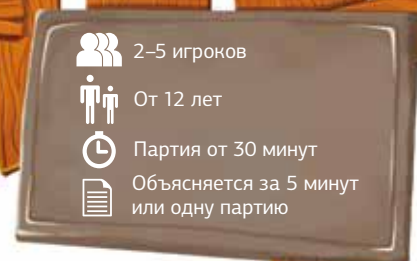 2–5 игроков
От 12 лет
Партия от 30 минут
Объясняется за 5 минут
или одну партию